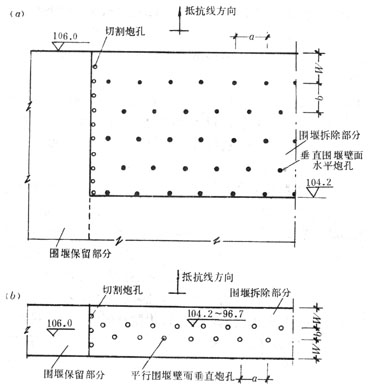 (a)
抵抗线方向
切割炮孔
106.0
a
W
b
围堰拆除部分
垂直围堰壁面
水平炮孔
104.2
围堰保留部分
抵抗线方向
(b)
切割炮孔
围堰拆除部分
104.2~96.7
106.0
W
b
W
围堰保留部分
平行围堰壁面垂直炮孔
a